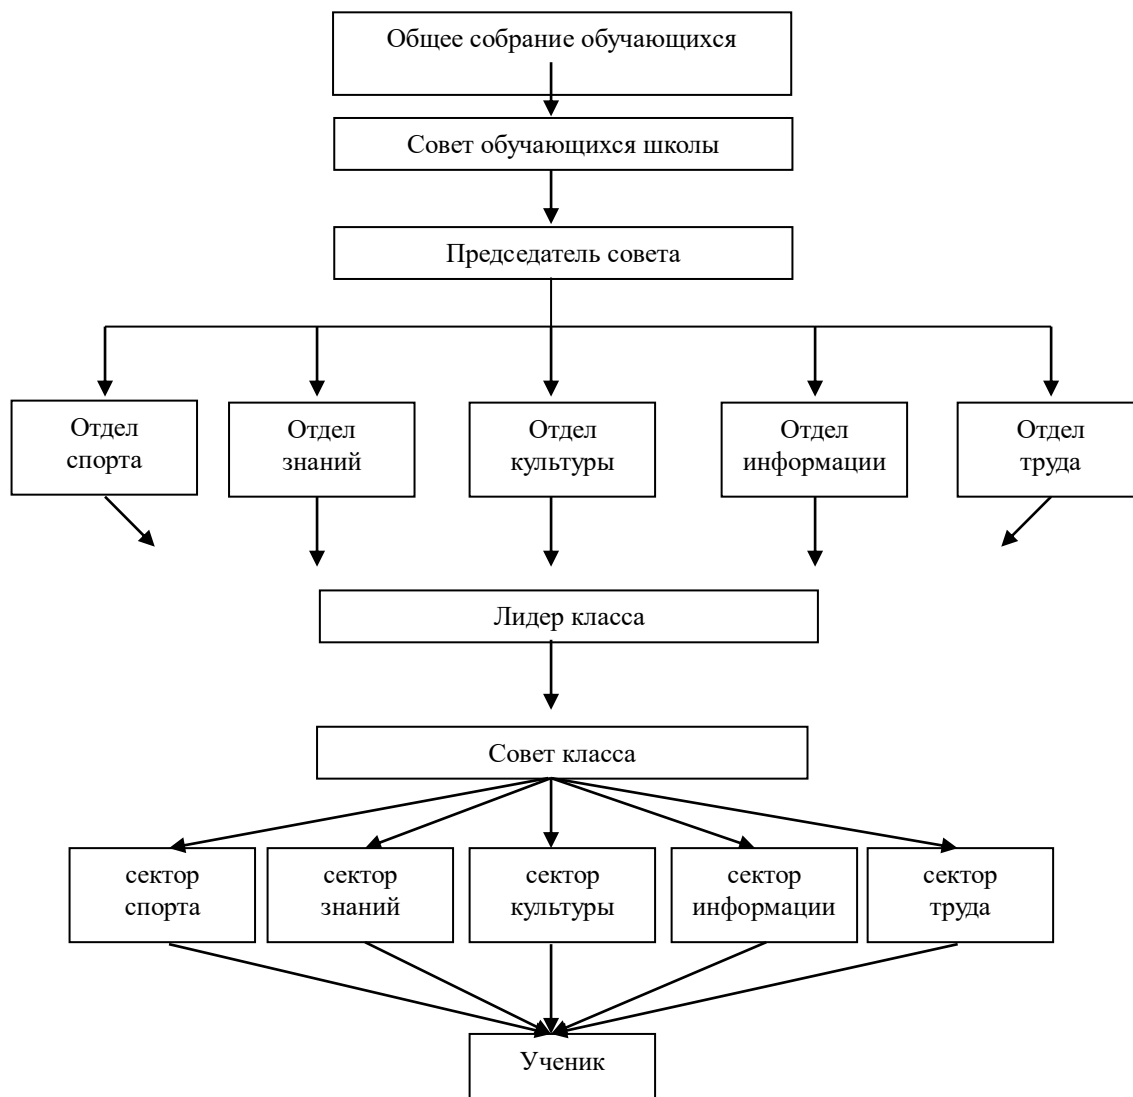 Общее собрание обучающихся
Совет обучающихся школы
Председатель совета
Отдел
спорта
Отдел
знаний
Отдел
культуры
Отдел
информации
Отдел
труда
Лидер класса
Совет класса
сектор
спорта
сектор
знаний
сектор
культуры
сектор
информации
сектор
труда
Ученик